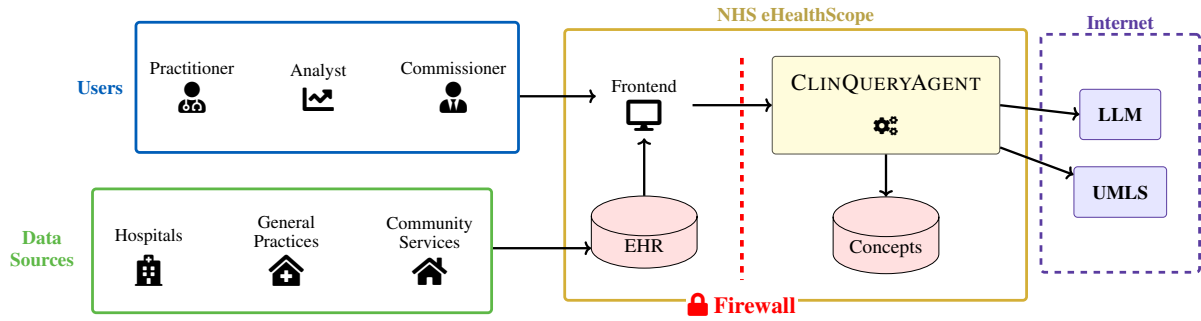 NHS eHealthScope
Internet
Users
Practitioner
Analyst
Commissioner
Frontend
CLINQUERYAGENT
LLM
UMLS
Data
Sources
Hospitals
General
Practices
Community
Services
EHR
Concepts
Firewall